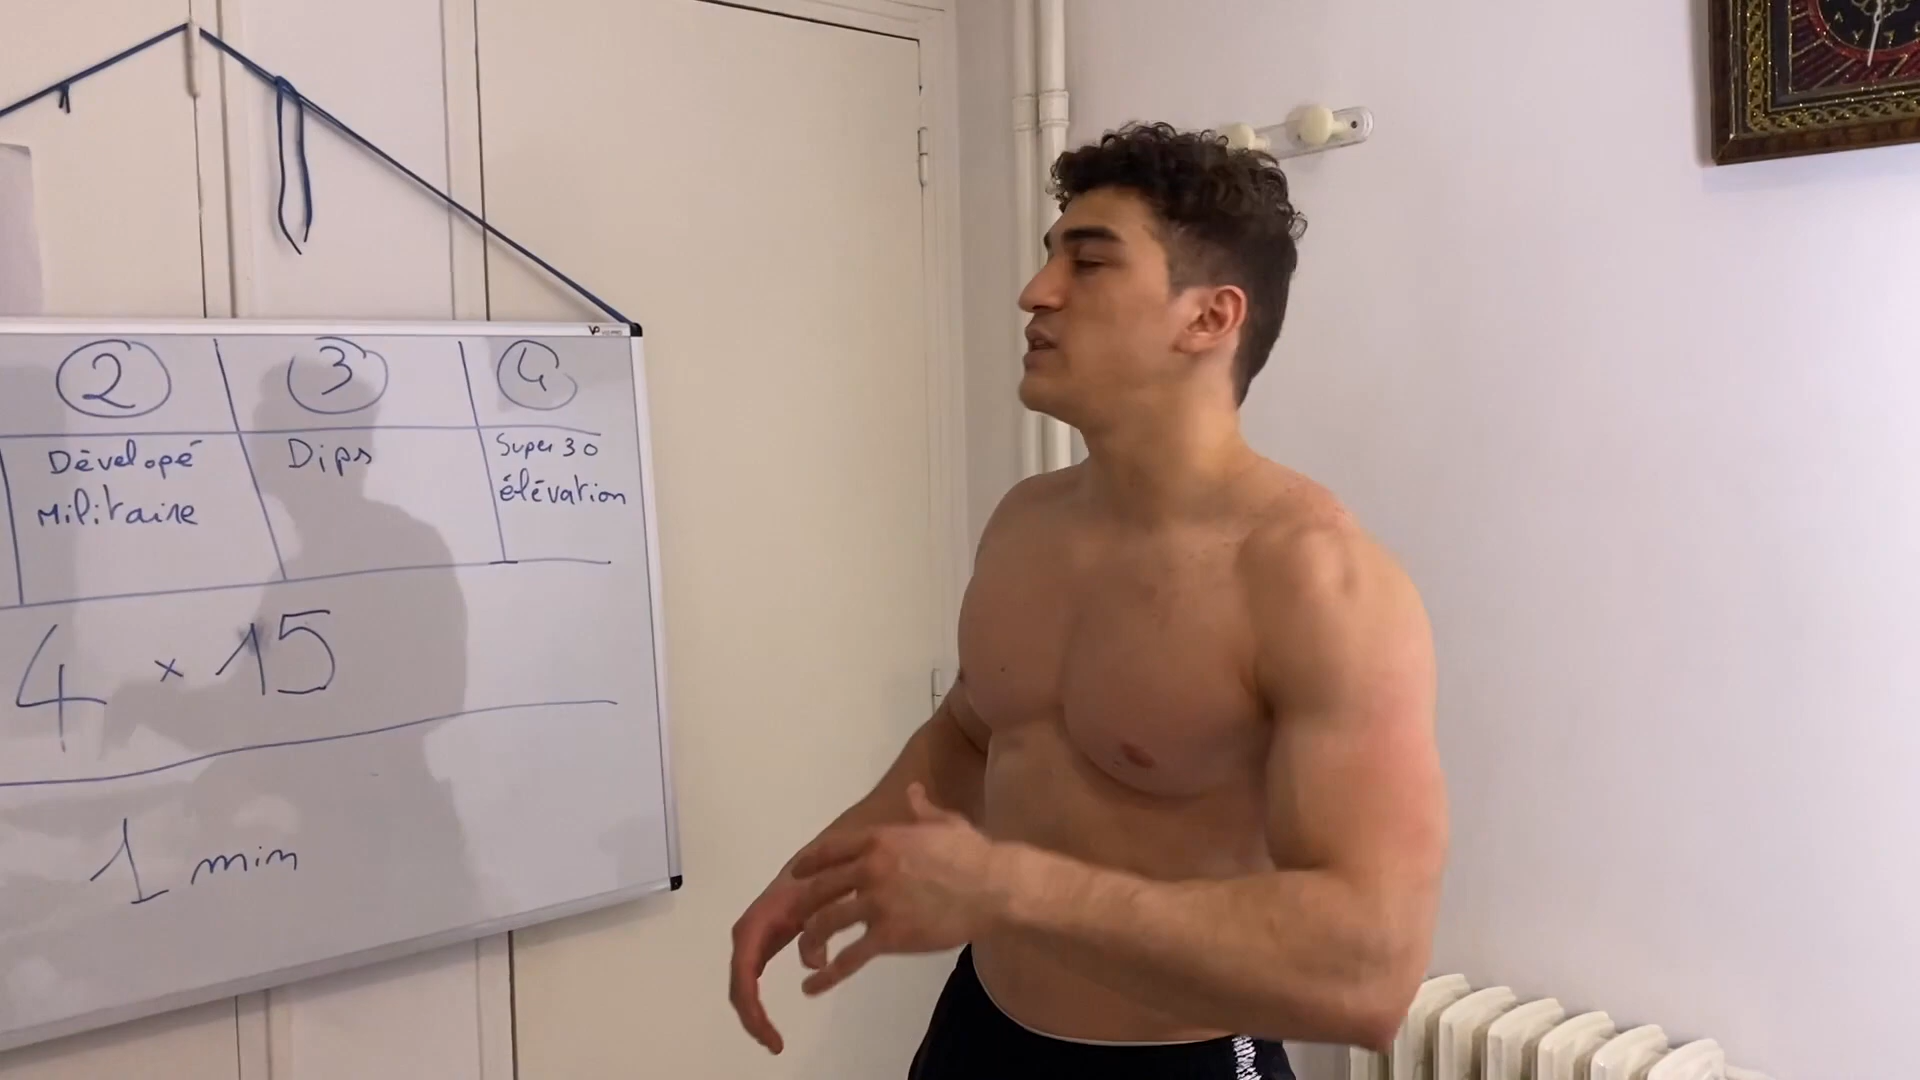 2 3 4
Dévelopé
Militaire
Dips
Super 30
élévation
4 × 15
1 min